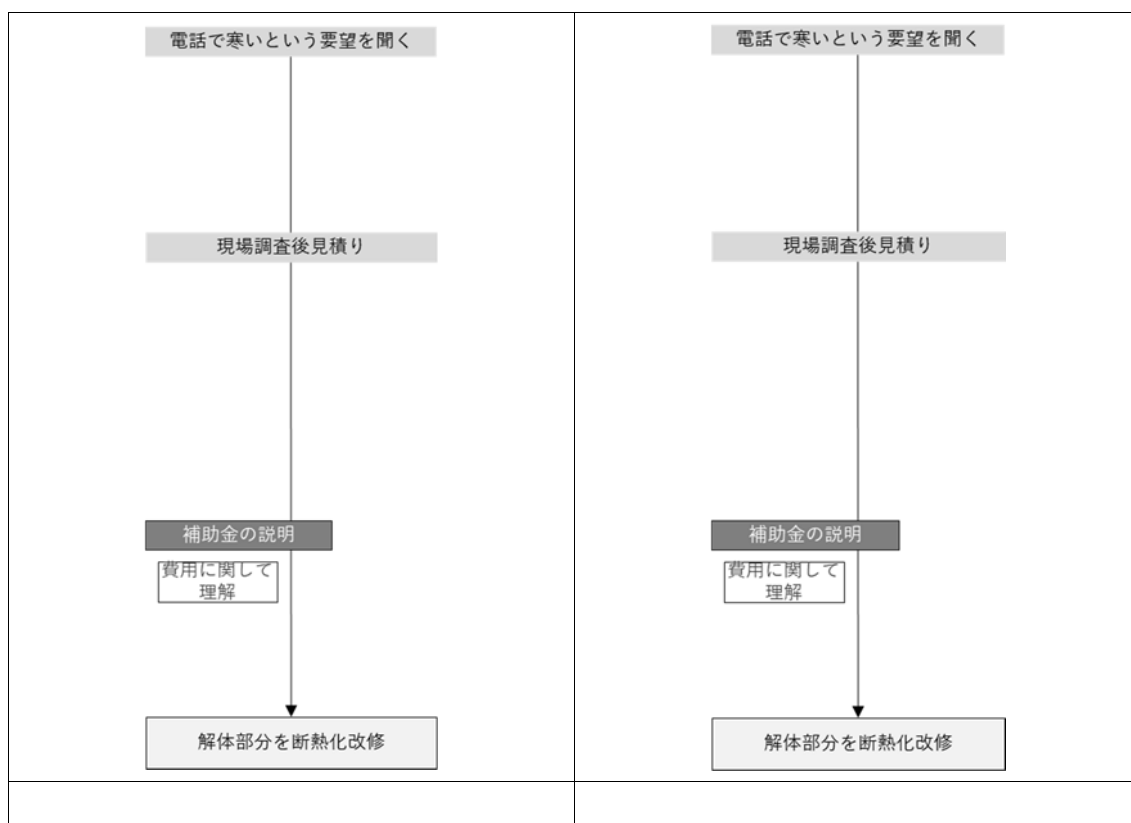 電話で寒いという要望を聞く
現場調査後見積り
補助金の説明
費用に関して
理解
解体部分を断熱化改修
電話で寒いという要望を聞く
現場調査後見積り
補助金の説明
費用に関して
理解
解体部分を断熱化改修